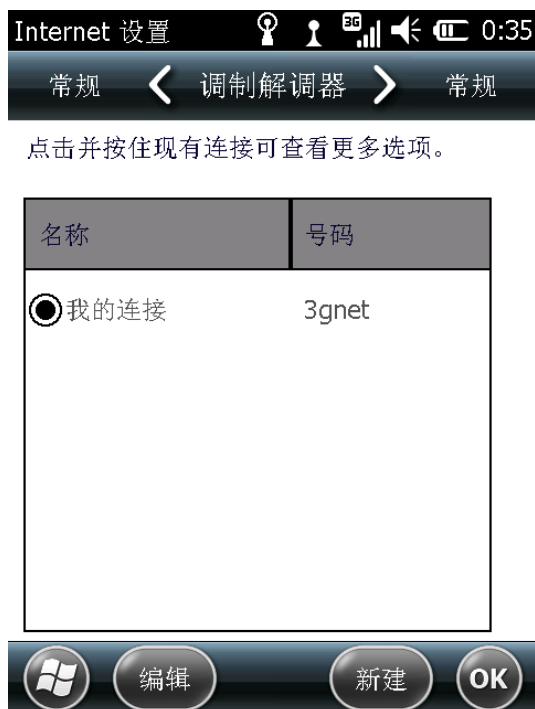 Internet 设置 3G 0:35
常规 调制解调器 常规
点击并按住现有连接可查看更多选项。
名称 号码
我的连接 3gnet
编辑 新建 OK